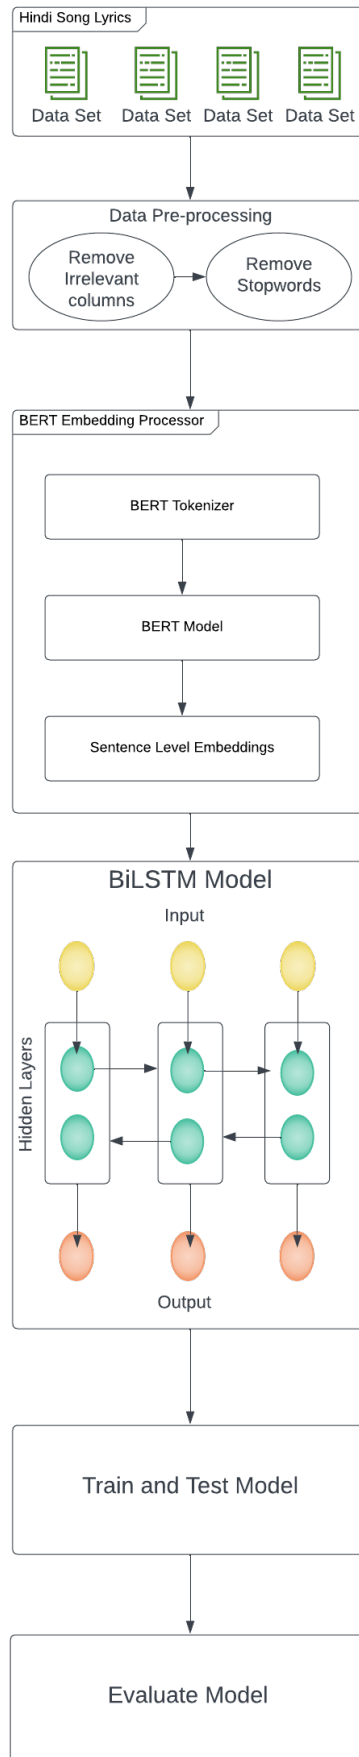 Hindi Song Lyrics
Data Set Data Set Data Set Data Set
Data Pre-processing
Remove
Irrelevant
columns
Remove
Stopwords
BERT Embedding Processor
BERT Tokenizer
BERT Model
Sentence Level Embeddings
BiLSTM Model
Input
Hidden Layers
Output
Train and Test Model
Evaluate Model